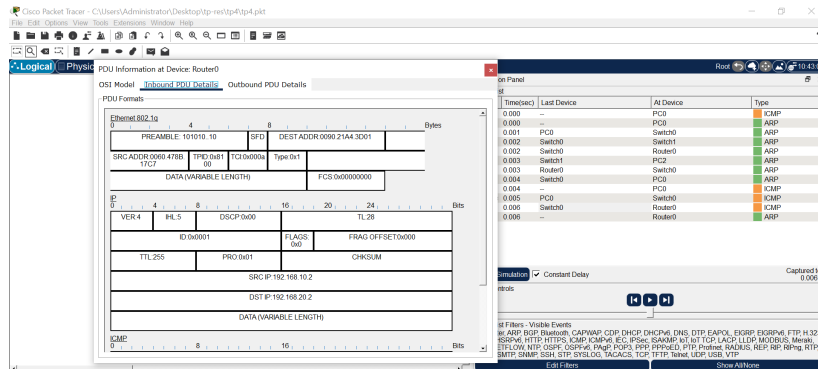 Cisco Packet Tracer - C:\Users\Administrator\Desktop\tp-res\tp4\tp4.pkt
File Edit Options View Tools Extensions Window Help
Logical Physic
Root 10:43:0
PDU Information at Device: Router0
OSI Model Inbound PDU Details Outbound PDU Details
PDU Formats
Ethernet 802.1q
0 4 8 Bytes
PREAMBLE: 101010..10 SFD DEST ADDR:0090.21A4.3D01
SRC ADDR:0060.478B.17C7 TPID:0x8100 TCI:0x000a Type:0x1
DATA (VARIABLE LENGTH) FCS:0x00000000
IP
0 4 8 16 20 24 Bits
VER:4 IHL:5 DSCP:0x00 TL:28
ID:0x0001 FLAGS:0x0 FRAG OFFSET:0x000
TTL:255 PRO:0x01 CHKSUM
SRC IP:192.168.10.2
DST IP:192.168.20.2
DATA (VARIABLE LENGTH)
ICMP
0 8 16 Bits
on Panel
st
Time(sec) Last Device At Device Type
0.000 -- PC0 ICMP
0.000 -- PC0 ARP
0.001 PC0 Switch0 ARP
0.002 Switch0 Switch1 ARP
0.002 Switch0 Router0 ARP
0.003 Switch1 PC2 ARP
0.003 Router0 Switch0 ARP
0.004 Switch0 PC0 ARP
0.004 -- PC0 ICMP
0.005 PC0 Switch0 ICMP
0.006 Switch0 Router0 ICMP
0.006 -- Router0 ARP
Simulation Constant Delay Captured to
0.006
ntrols
st Filters - Visible Events
er, ARP, BGP, Bluetooth, CAPWAP, CDP, DHCP, DHCPv6, DNS, DTP, EAPOL, EIGRP, EIGRPv6, FTP, H.32
HSRPv6, HTTP, HTTPS, ICMP, ICMPv6, IEC, IPSec, ISAKMP, IoT, IoT TCP, LACP, LLDP, MODBUS, Meraki,
ETFLOW, NTP, OSPF, OSPFv6, PAgP, POP3, PPP, PPPoED, PTP, Profinet, RADIUS, REP, RIP, RIPng, RTP
SMTP, SNMP, SSH, STP, SYSLOG, TACACS, TCP, TFTP, Telnet, UDP, USB, VTP
Edit Filters Show All/None